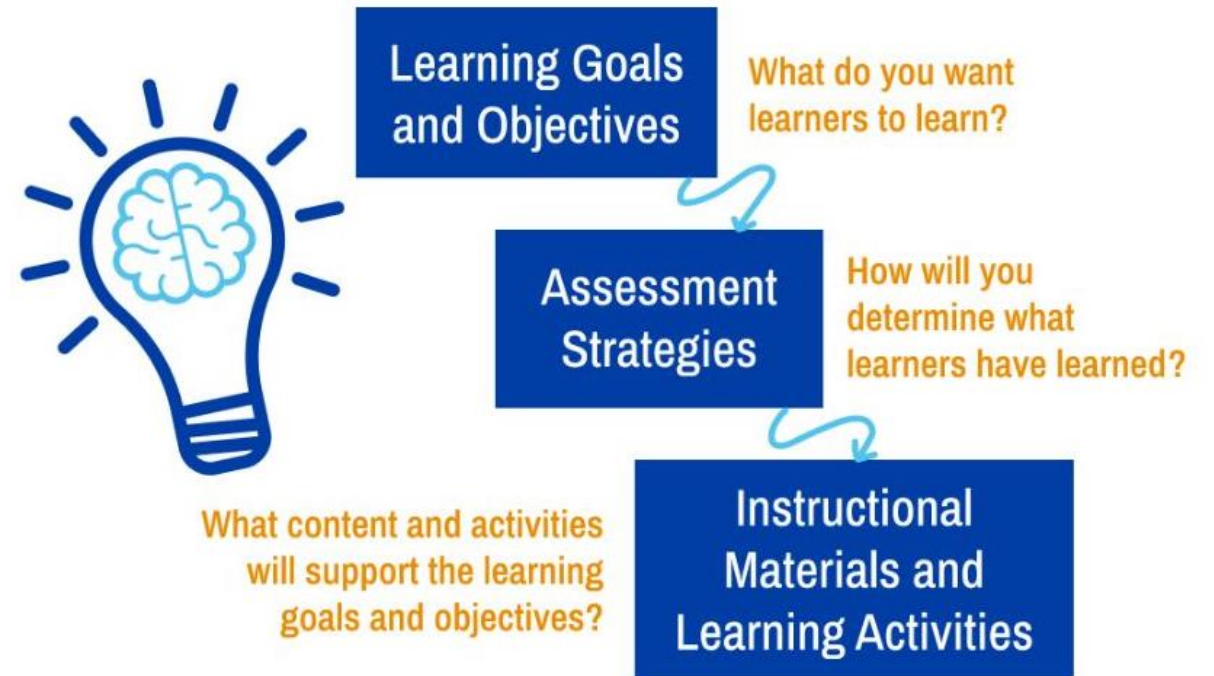 Learning Goals
and Objectives
What do you want
learners to learn?
Assessment
Strategies
How will you
determine what
learners have learned?
What content and activities
will support the learning
goals and objectives?
Instructional
Materials and
Learning Activities